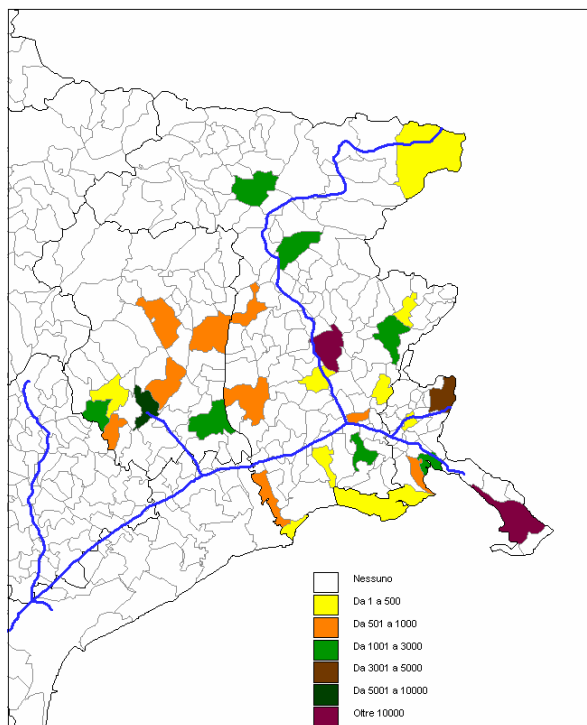 Nessuno
Da 1 a 500
Da 501 a 1000
Da 1001 a 3000
Da 3001 a 5000
Da 5001 a 10000
Oltre 10000